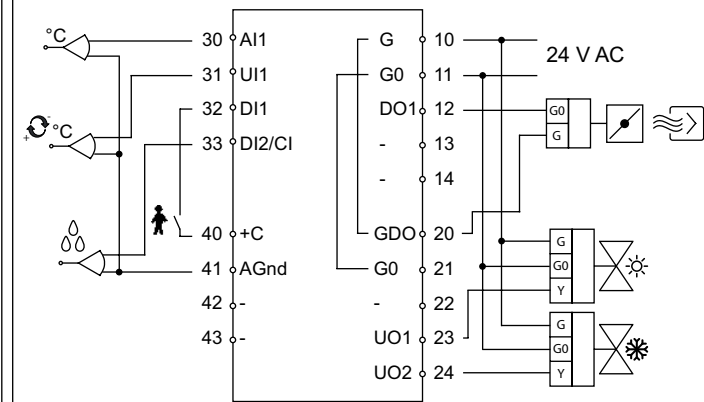 °C 30 AI1 G 10
31 UI1 G0 11 24 V AC
32 DI1 DO1 12 G0
°C 33 DI2/CI - 13 G
- 14
40 +C GDO 20 G
41 AGnd G0 21 G0
42 - - 22 Y
43 - UO1 23 G
G0
UO2 24 Y